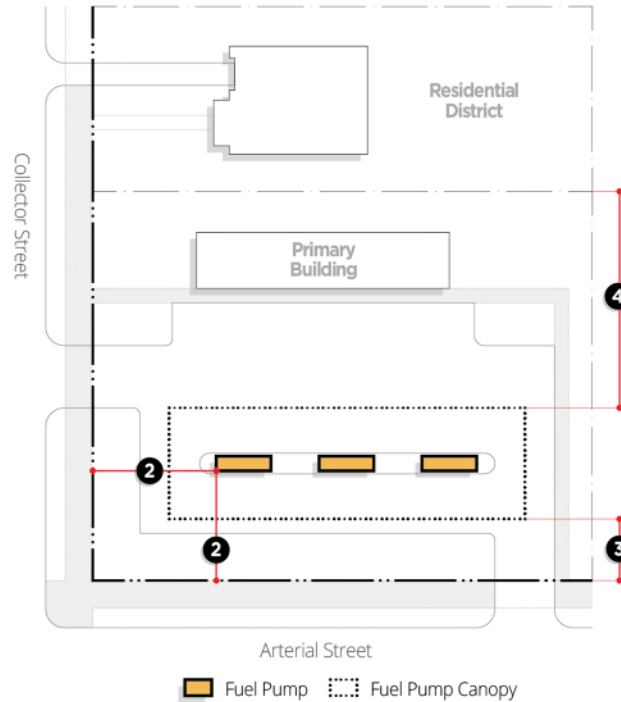 Residential
District
Collector Street
Primary
Building
4
2
2
3
Arterial Street
Fuel Pump
Fuel Pump Canopy